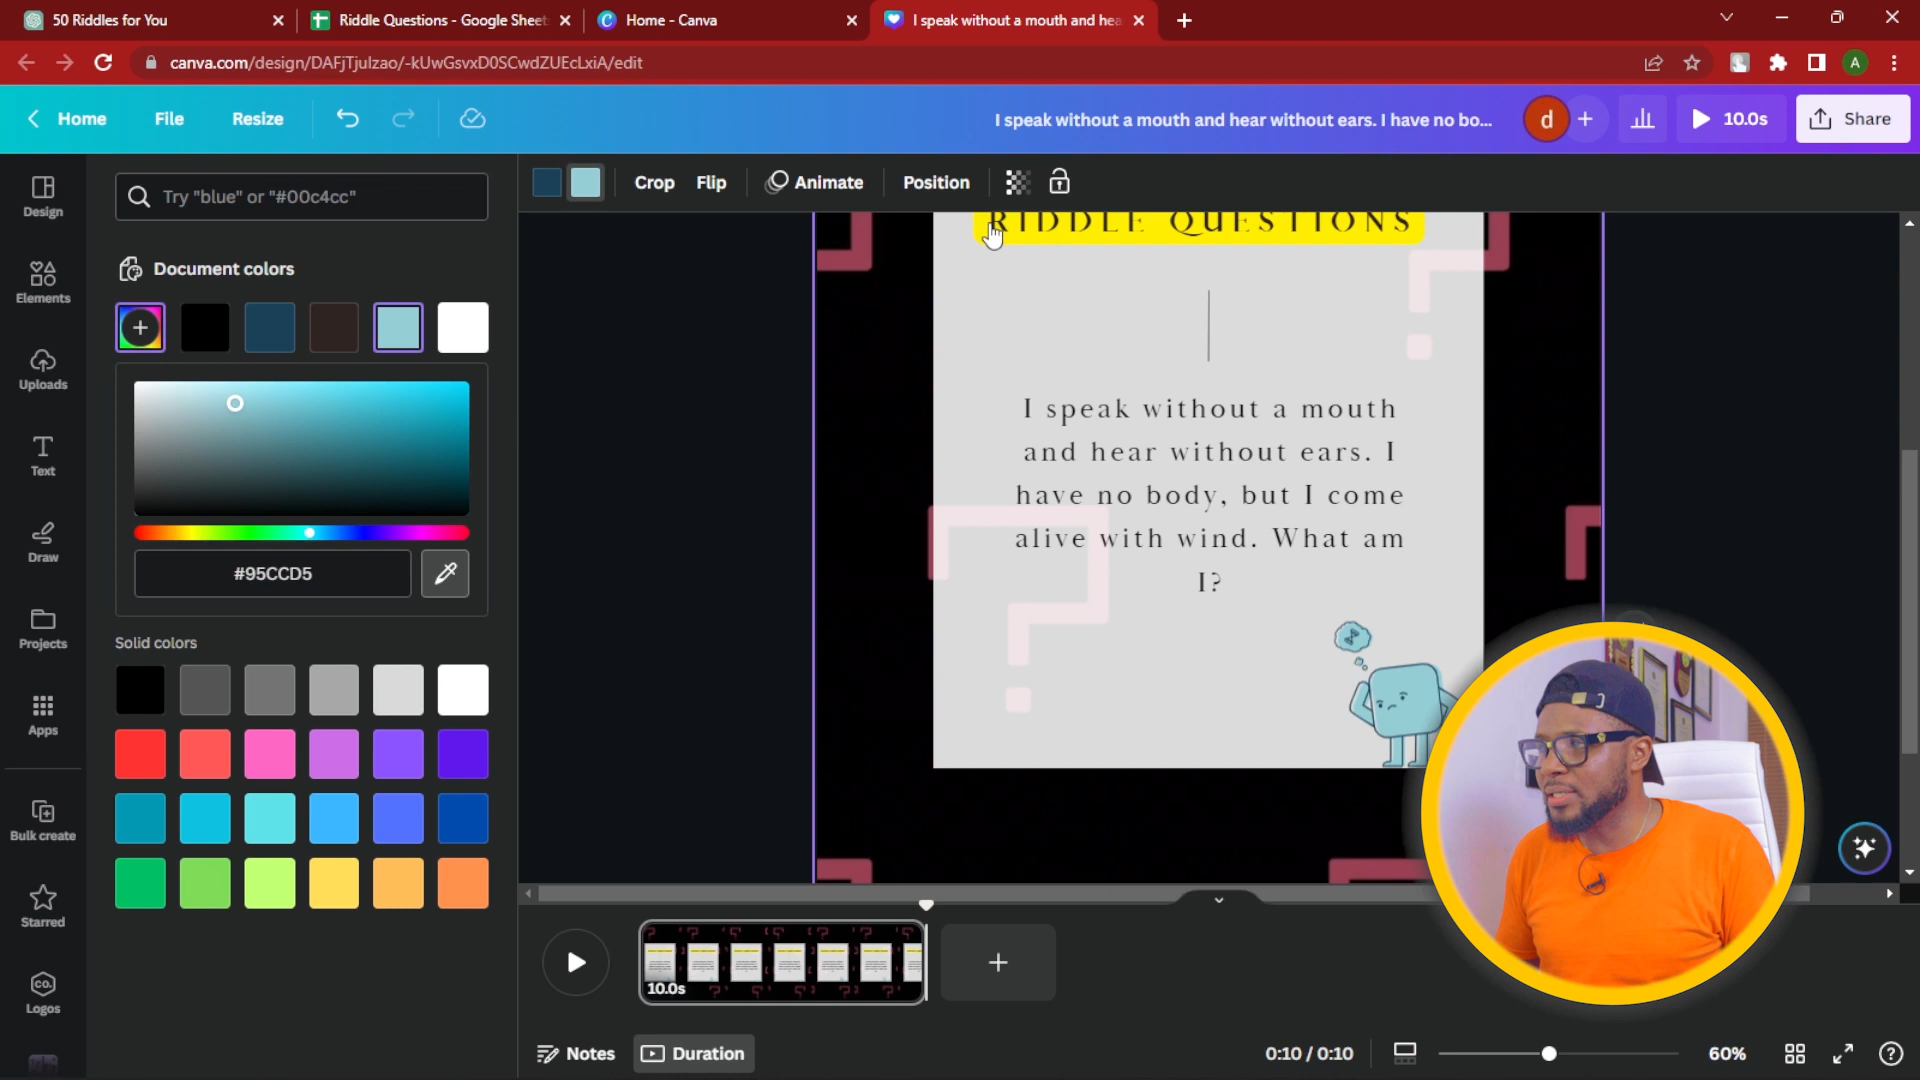 50 Riddles for You
Riddle Questions - Google Sheet
Home - Canva
I speak without a mouth and hea
canva.com/design/DAFjTjulzao/-kUwGsvxD0SCwdZUEcLxiA/edit
A
Home
File
Resize
I speak without a mouth and hear without ears. I have no bo...
d
10.0s
Share
Design
Elements
Uploads
Text
Draw
Projects
Apps
Bulk create
Starred
CO.
Logos
Try "blue" or "#00c4cc"
Document colors
#95CCD5
Solid colors
Crop
Flip
Animate
Position
RIDDLE QUESTIONS
I speak without a mouth
and hear without ears. I
have no body, but I come
alive with wind. What am
I?
10.0s
Notes
Duration
0:10 / 0:10
60%